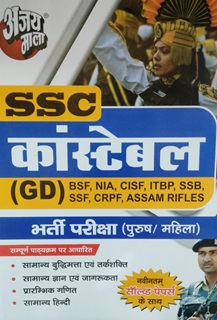 अजय
माला
SSC
कांस्टेबल
(GD) BSF, NIA, CISF, ITBP, SSB,
SSF, CRPF, ASSAM RIFLES
भर्ती परीक्षा (पुरुष / महिला)
सम्पूर्ण पाठ्यक्रम पर आधारित
सामान्य बुद्धिमत्ता एवं तर्कशक्ति
सामान्य ज्ञान एवं जागरूकता
प्रारम्भिक गणित
सामान्य हिन्दी
नवीनतम्
सॉल्वड पेपर्स
के साथ